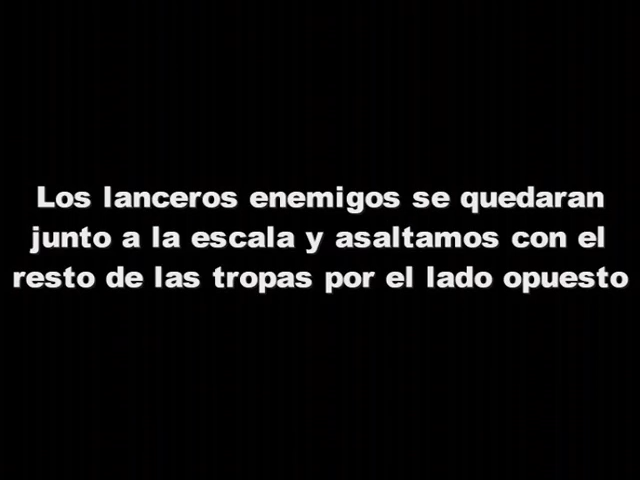 Los lanceros enemigos se quedaran
junto a la escala y asaltamos con el
resto de las tropas por el lado opuesto